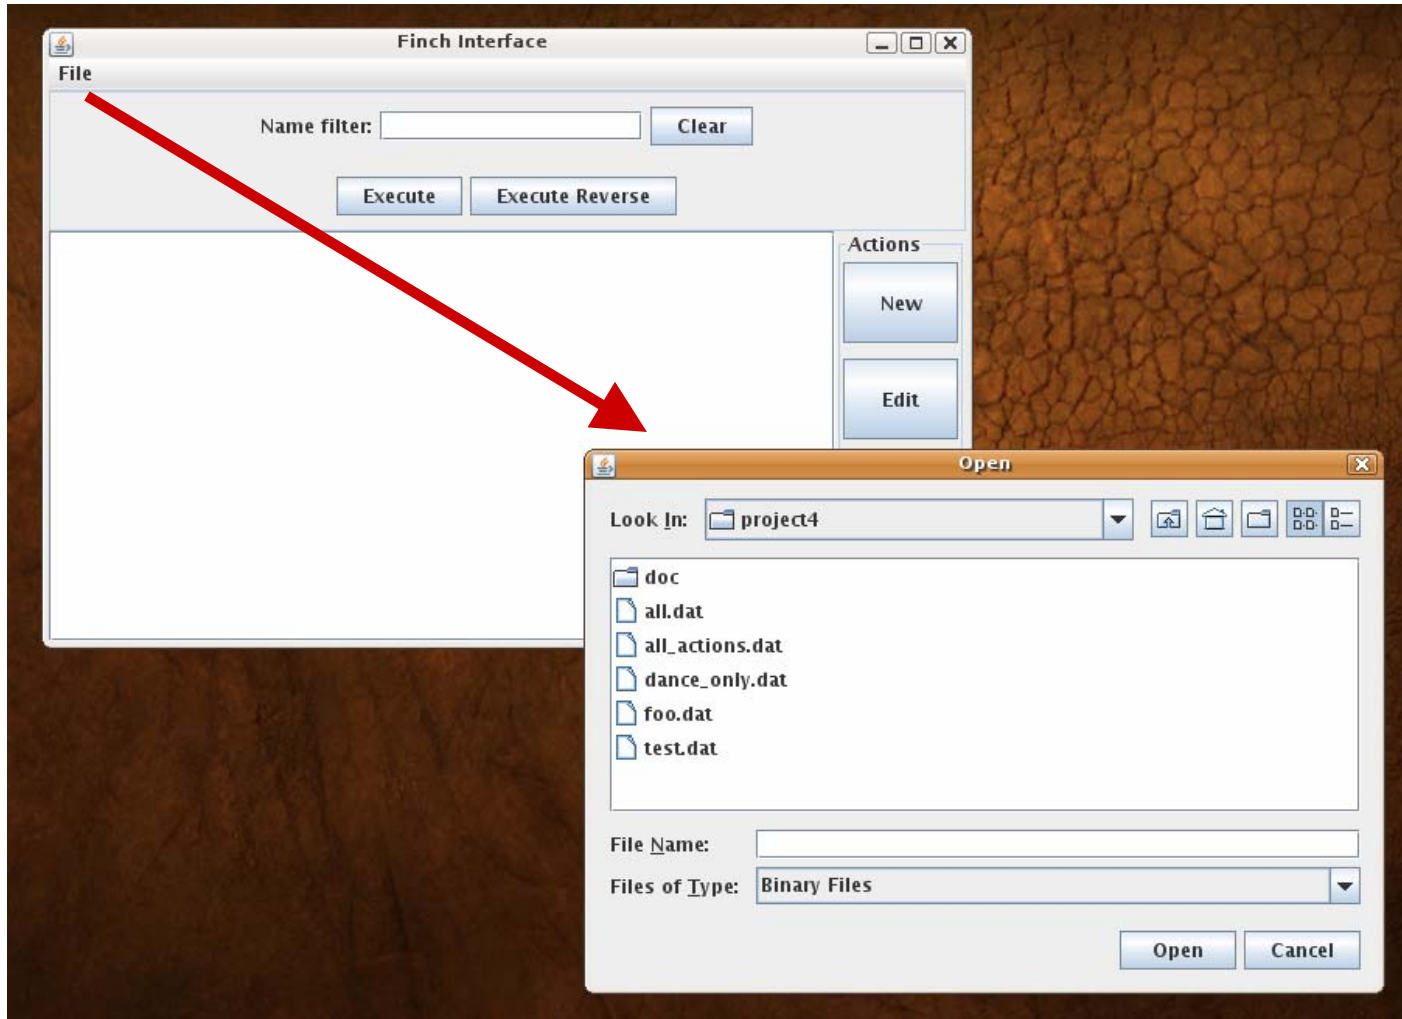 Finch Interface
File
Name filter: Clear
Execute Execute Reverse
Actions
New
Edit
Open
Look In: project4
doc
all.dat
all_actions.dat
dance_only.dat
foo.dat
test.dat
File Name:
Files of Type: Binary Files
Open Cancel